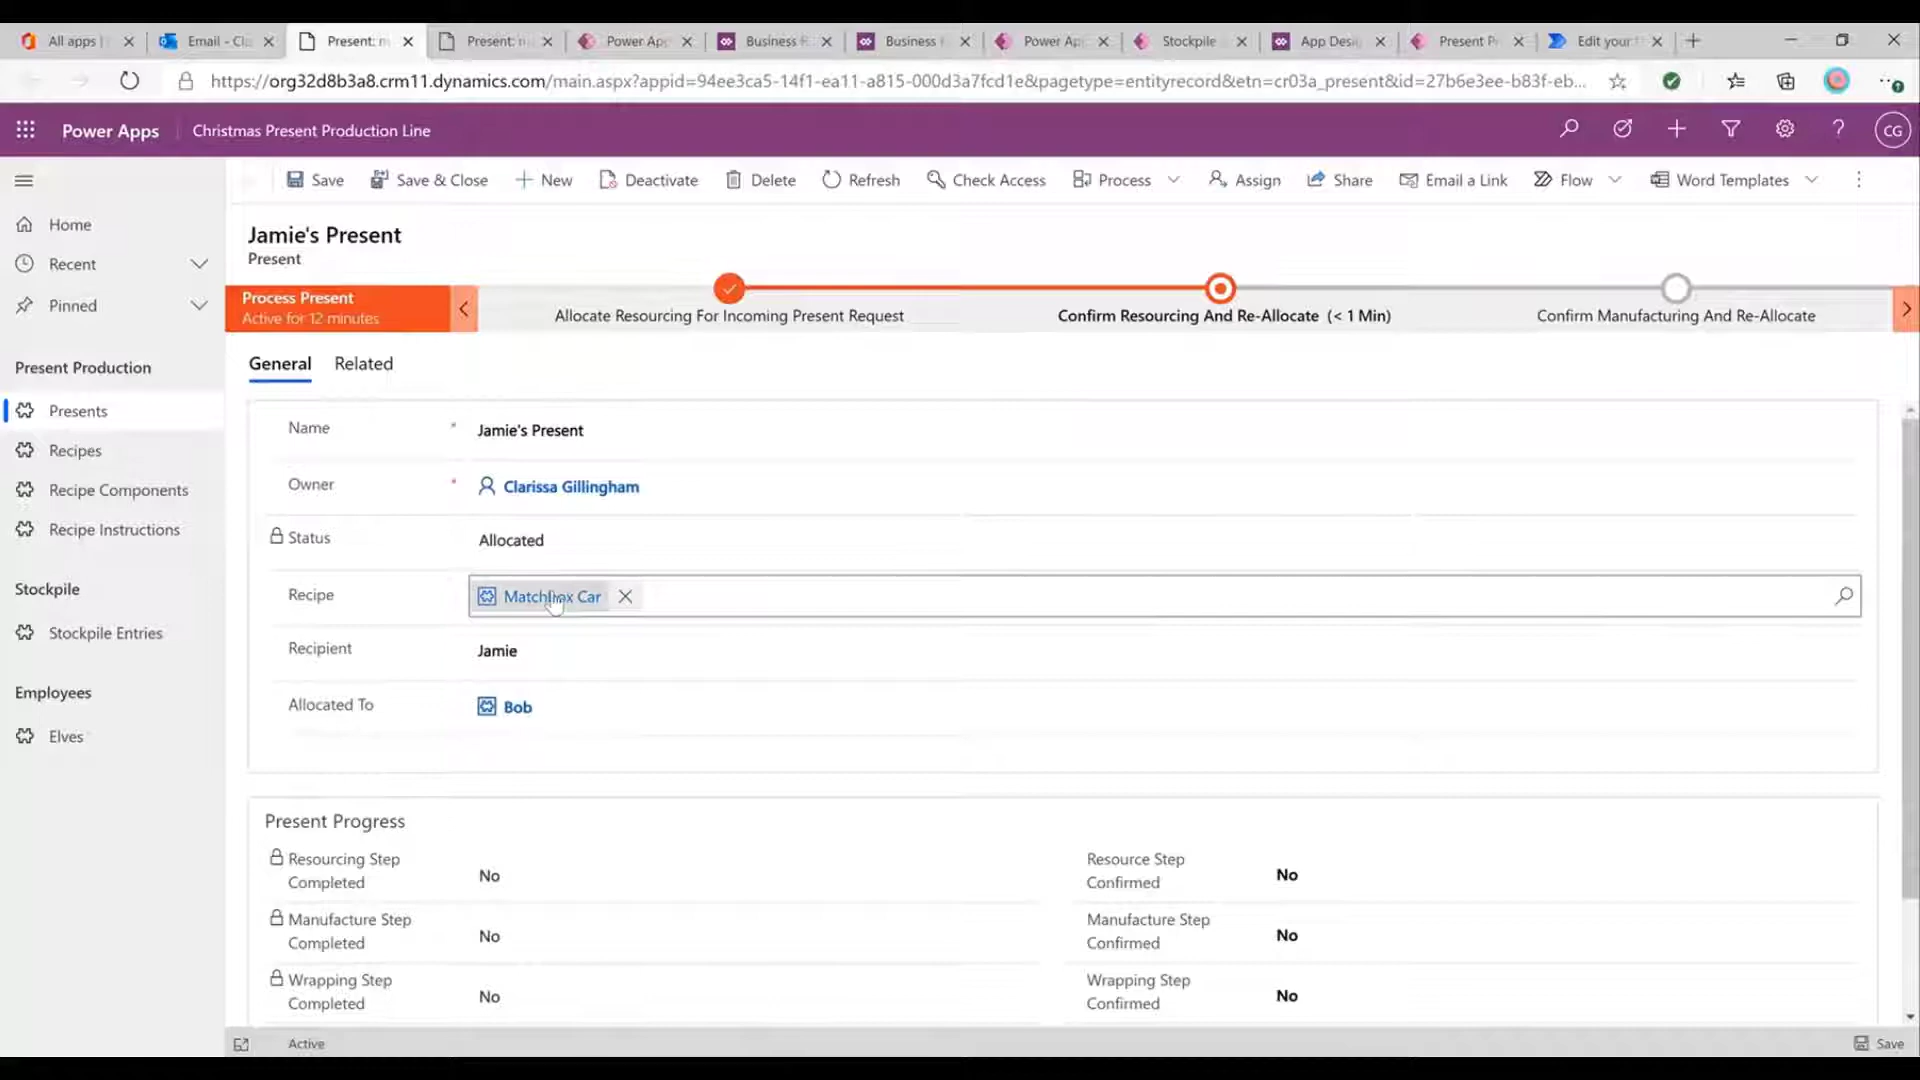 All apps |
Email - Cla
Present: n
Present: n
Power App
Business R
Business
Power App
Stockpile
App Desig
Present P
Edit your
https://org32d8b3a8.crm11.dynamics.com/main.aspx?appid=94ee3ca5-14f1-ea11-a815-000d3a7fcd1e&pagetype=entityrecord&etn=cr03a_present&id=27b6e3ee-b83f-eb...
Power Apps
Christmas Present Production Line
?
CG
Save
Save & Close
New
Deactivate
Delete
Refresh
Check Access
Process
Assign
Share
Email a Link
Flow
Word Templates
Home
Recent
Pinned
Present Production
Presents
Recipes
Recipe Components
Recipe Instructions
Stockpile
Stockpile Entries
Employees
Elves
Jamie's Present
Present
Process Present
Active for 12 minutes
Allocate Resourcing For Incoming Present Request
Confirm Resourcing And Re-Allocate (< 1 Min)
Confirm Manufacturing And Re-Allocate
General
Related
Name * Jamie's Present
Owner * Clarissa Gillingham
Status Allocated
Recipe Matchbox Car
Recipient Jamie
Allocated To Bob
Present Progress
Resourcing Step
Completed
No
Resource Step
Confirmed
No
Manufacture Step
Completed
No
Manufacture Step
Confirmed
No
Wrapping Step
Completed
No
Wrapping Step
Confirmed
No
Active
Save